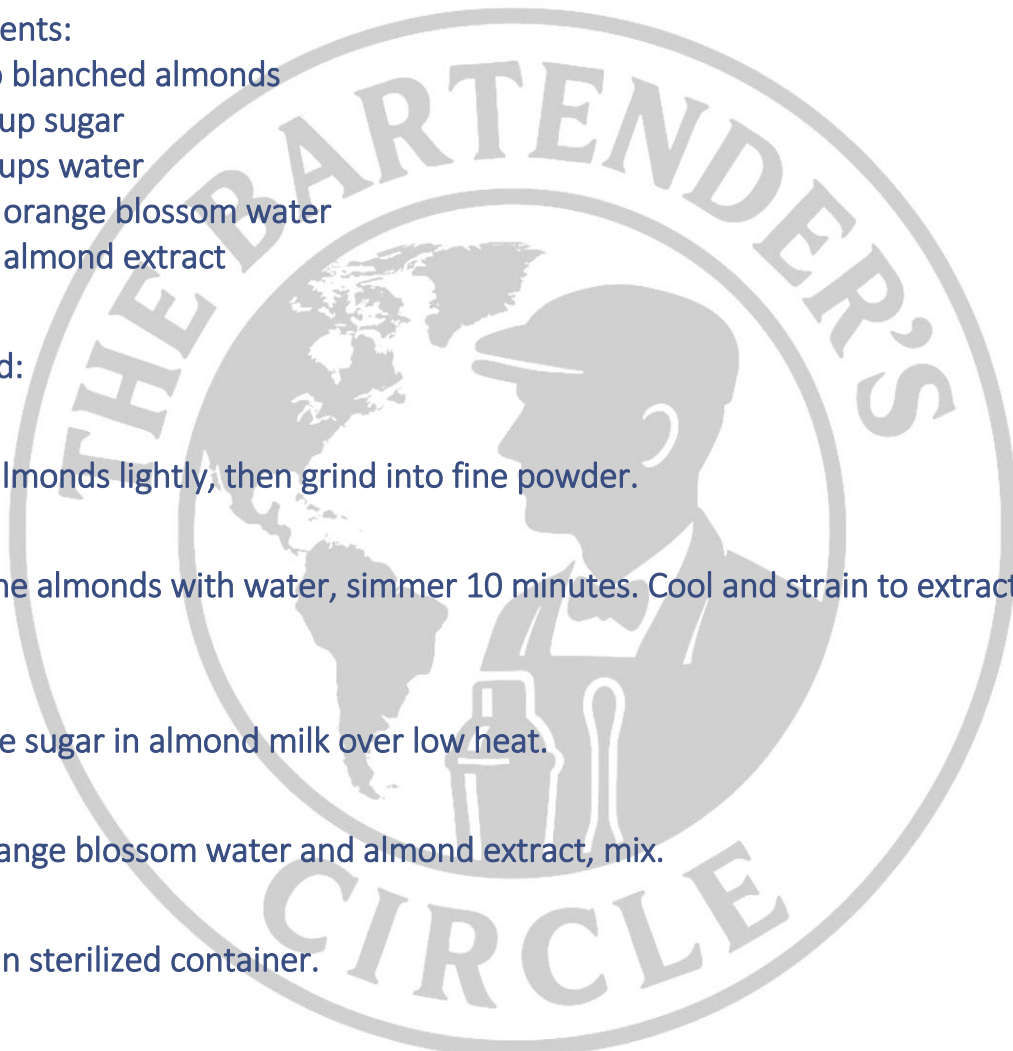 THE BARTENDER'S
ents:
blanched almonds
up sugar
ups water
orange blossom water
almond extract
d:
lmonds lightly, then grind into fine powder.
ne almonds with water, simmer 10 minutes. Cool and strain to extract
e sugar in almond milk over low heat.
ange blossom water and almond extract, mix.
n sterilized container.
CIRCLE